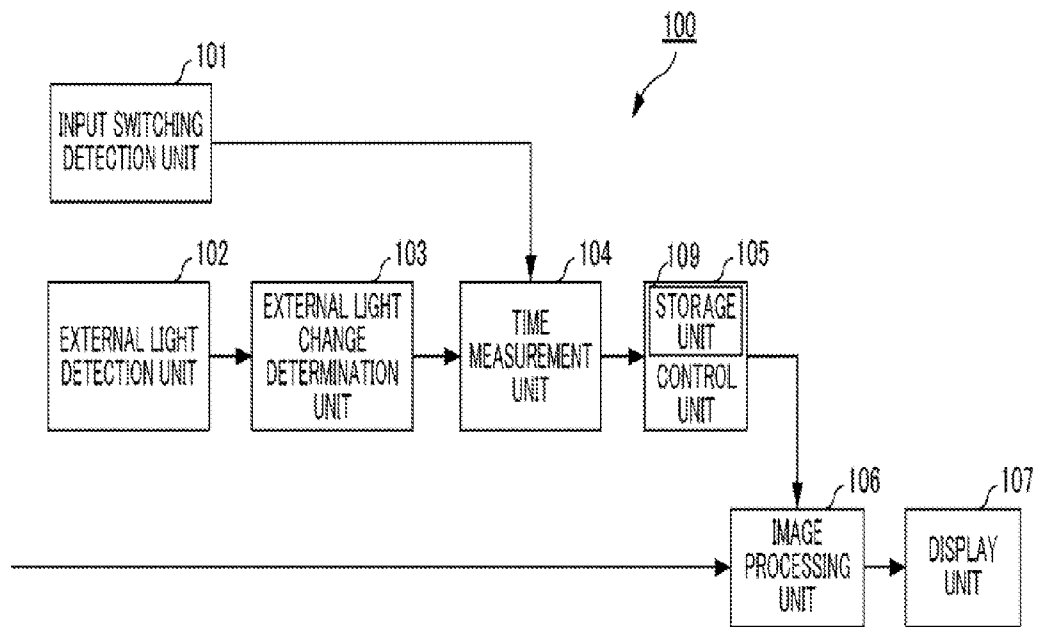 100
101
INPUT SWITCHING
DETECTION UNIT
102
EXTERNAL LIGHT
DETECTION UNIT
103
EXTERNAL LIGHT
CHANGE
DETERMINATION
UNIT
104
TIME
MEASUREMENT
UNIT
109
105
STORAGE
UNIT
CONTROL
UNIT
106
IMAGE
PROCESSING
UNIT
107
DISPLAY
UNIT